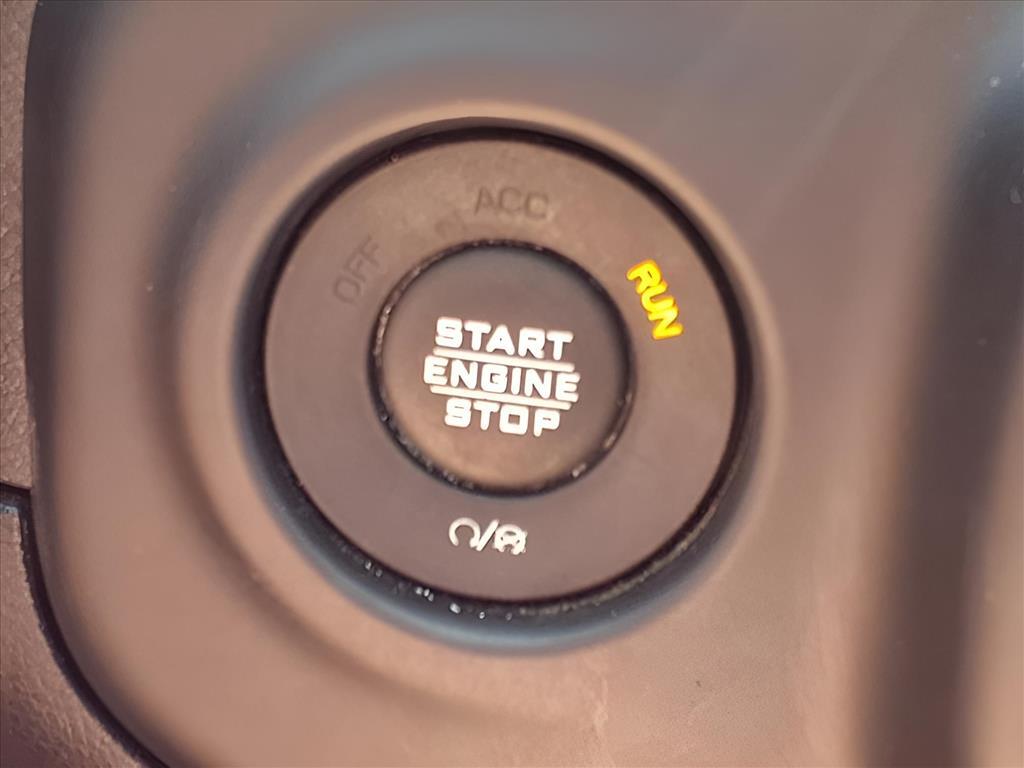 ACC
OFF
RUN
START
ENGINE
STOP